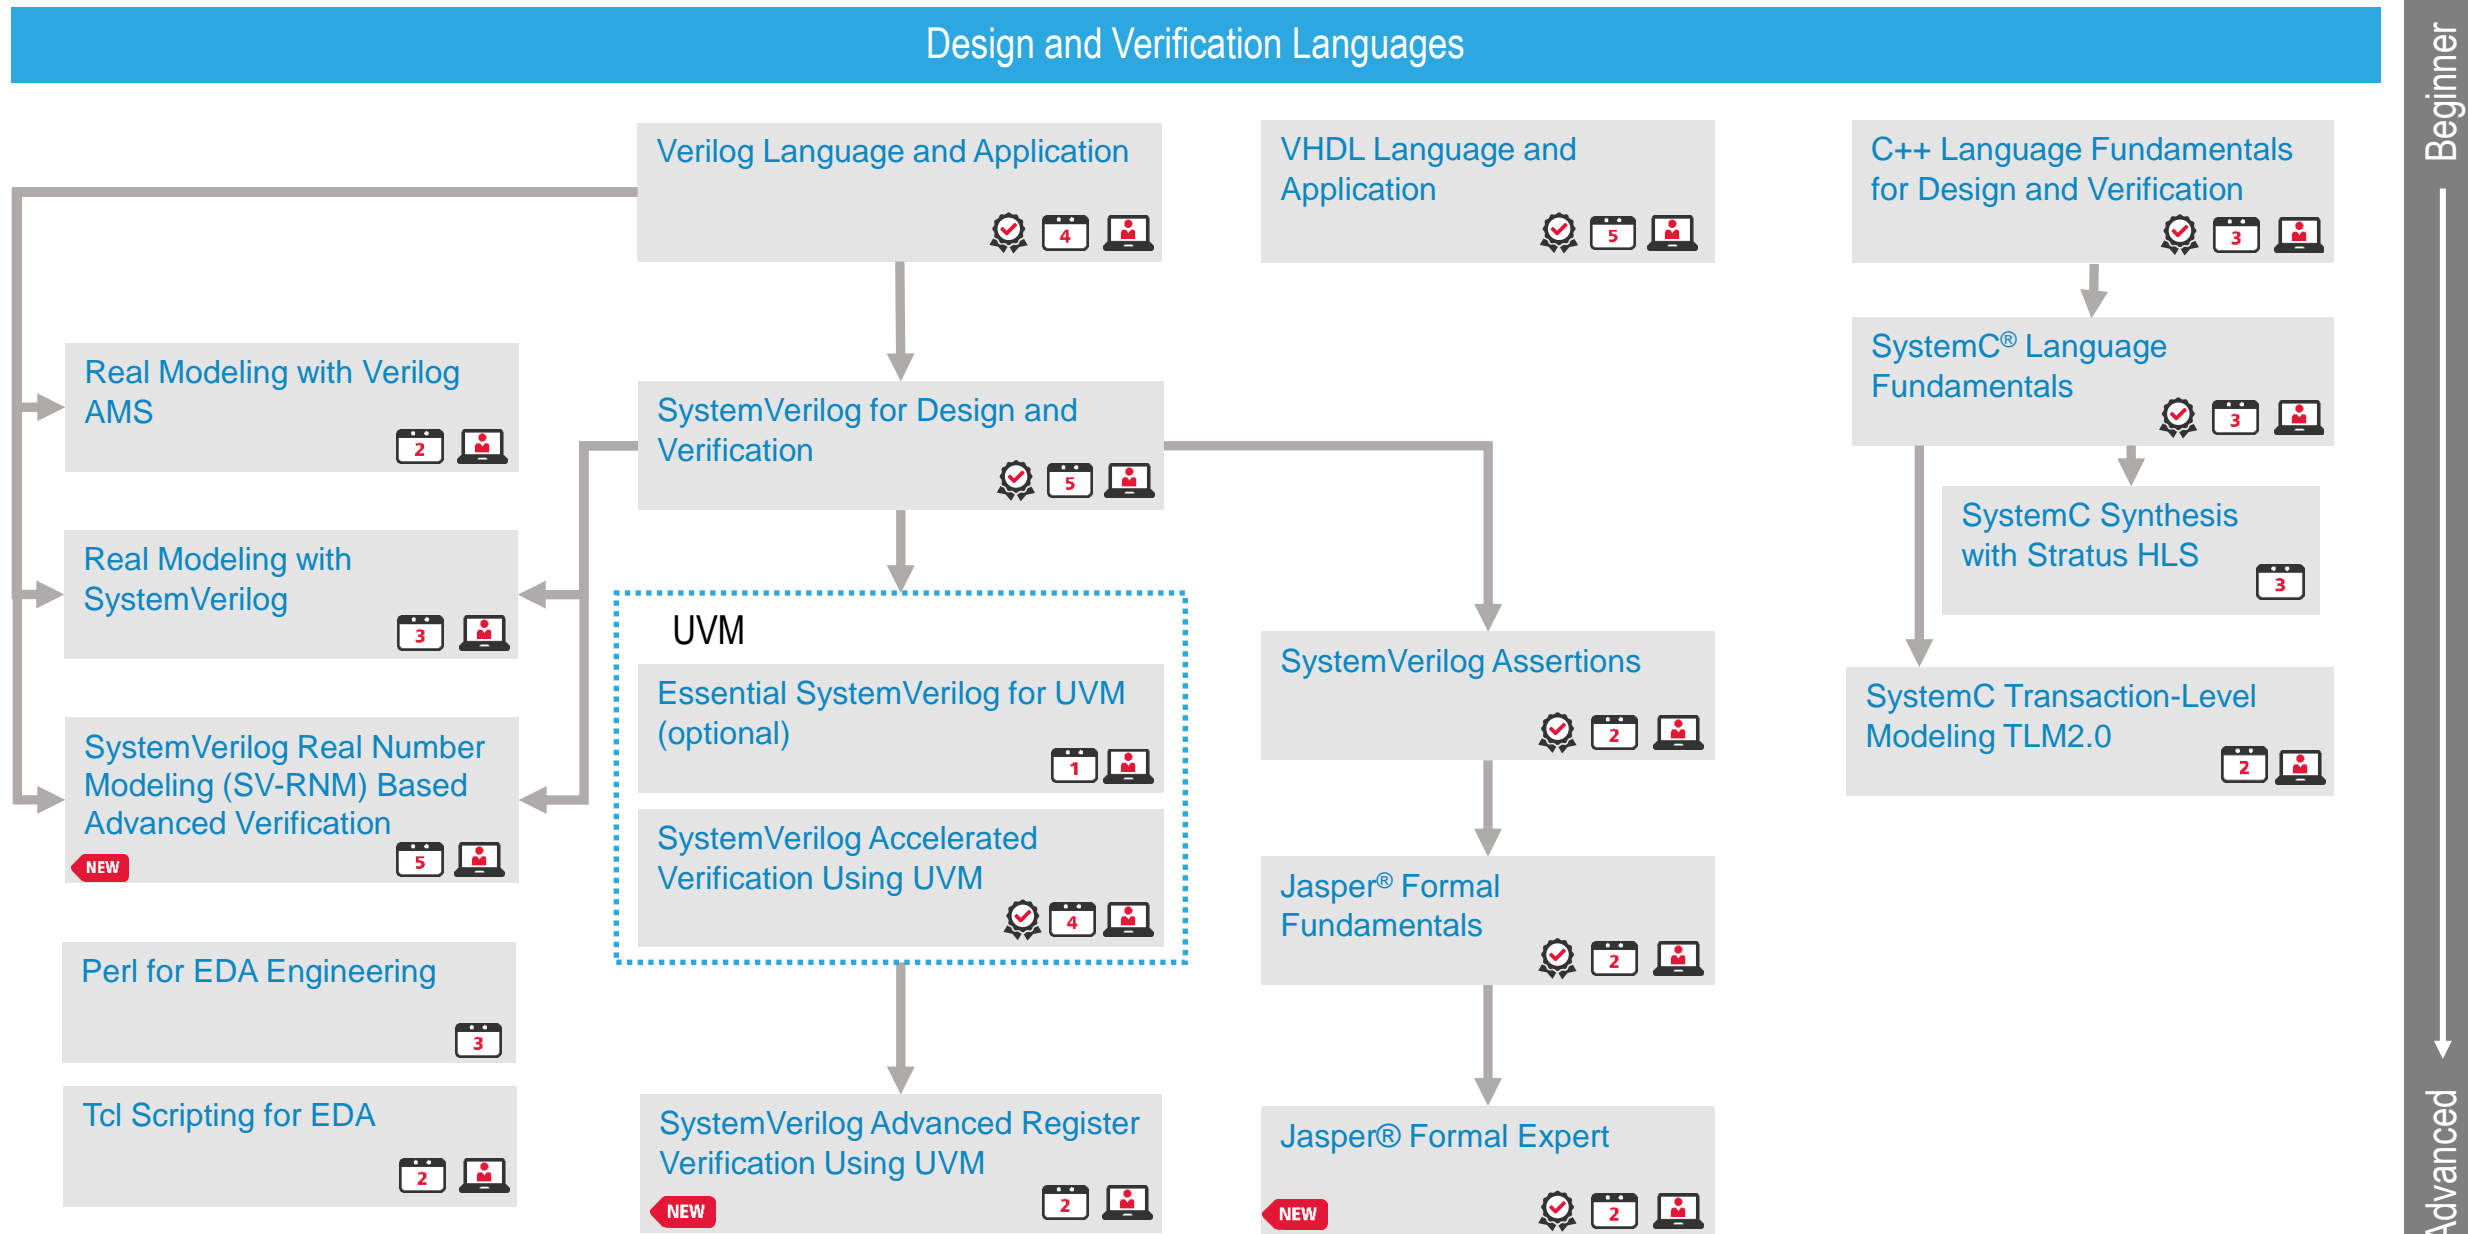 Design and Verification Languages
Beginner
Verilog Language and Application
4
VHDL Language and
Application
5
C++ Language Fundamentals
for Design and Verification
3
Real Modeling with Verilog
AMS
2
SystemVerilog for Design and
Verification
5
SystemC® Language
Fundamentals
3
SystemC Synthesis
with Stratus HLS
3
Real Modeling with
SystemVerilog
3
UVM
Essential SystemVerilog for UVM
(optional)
1
SystemVerilog Assertions
2
SystemC Transaction-Level
Modeling TLM2.0
2
SystemVerilog Real Number
Modeling (SV-RNM) Based
Advanced Verification
NEW
5
SystemVerilog Accelerated
Verification Using UVM
4
Jasper® Formal
Fundamentals
2
Perl for EDA Engineering
3
Tcl Scripting for EDA
2
SystemVerilog Advanced Register
Verification Using UVM
NEW
2
Jasper® Formal Expert
NEW
2
Advanced